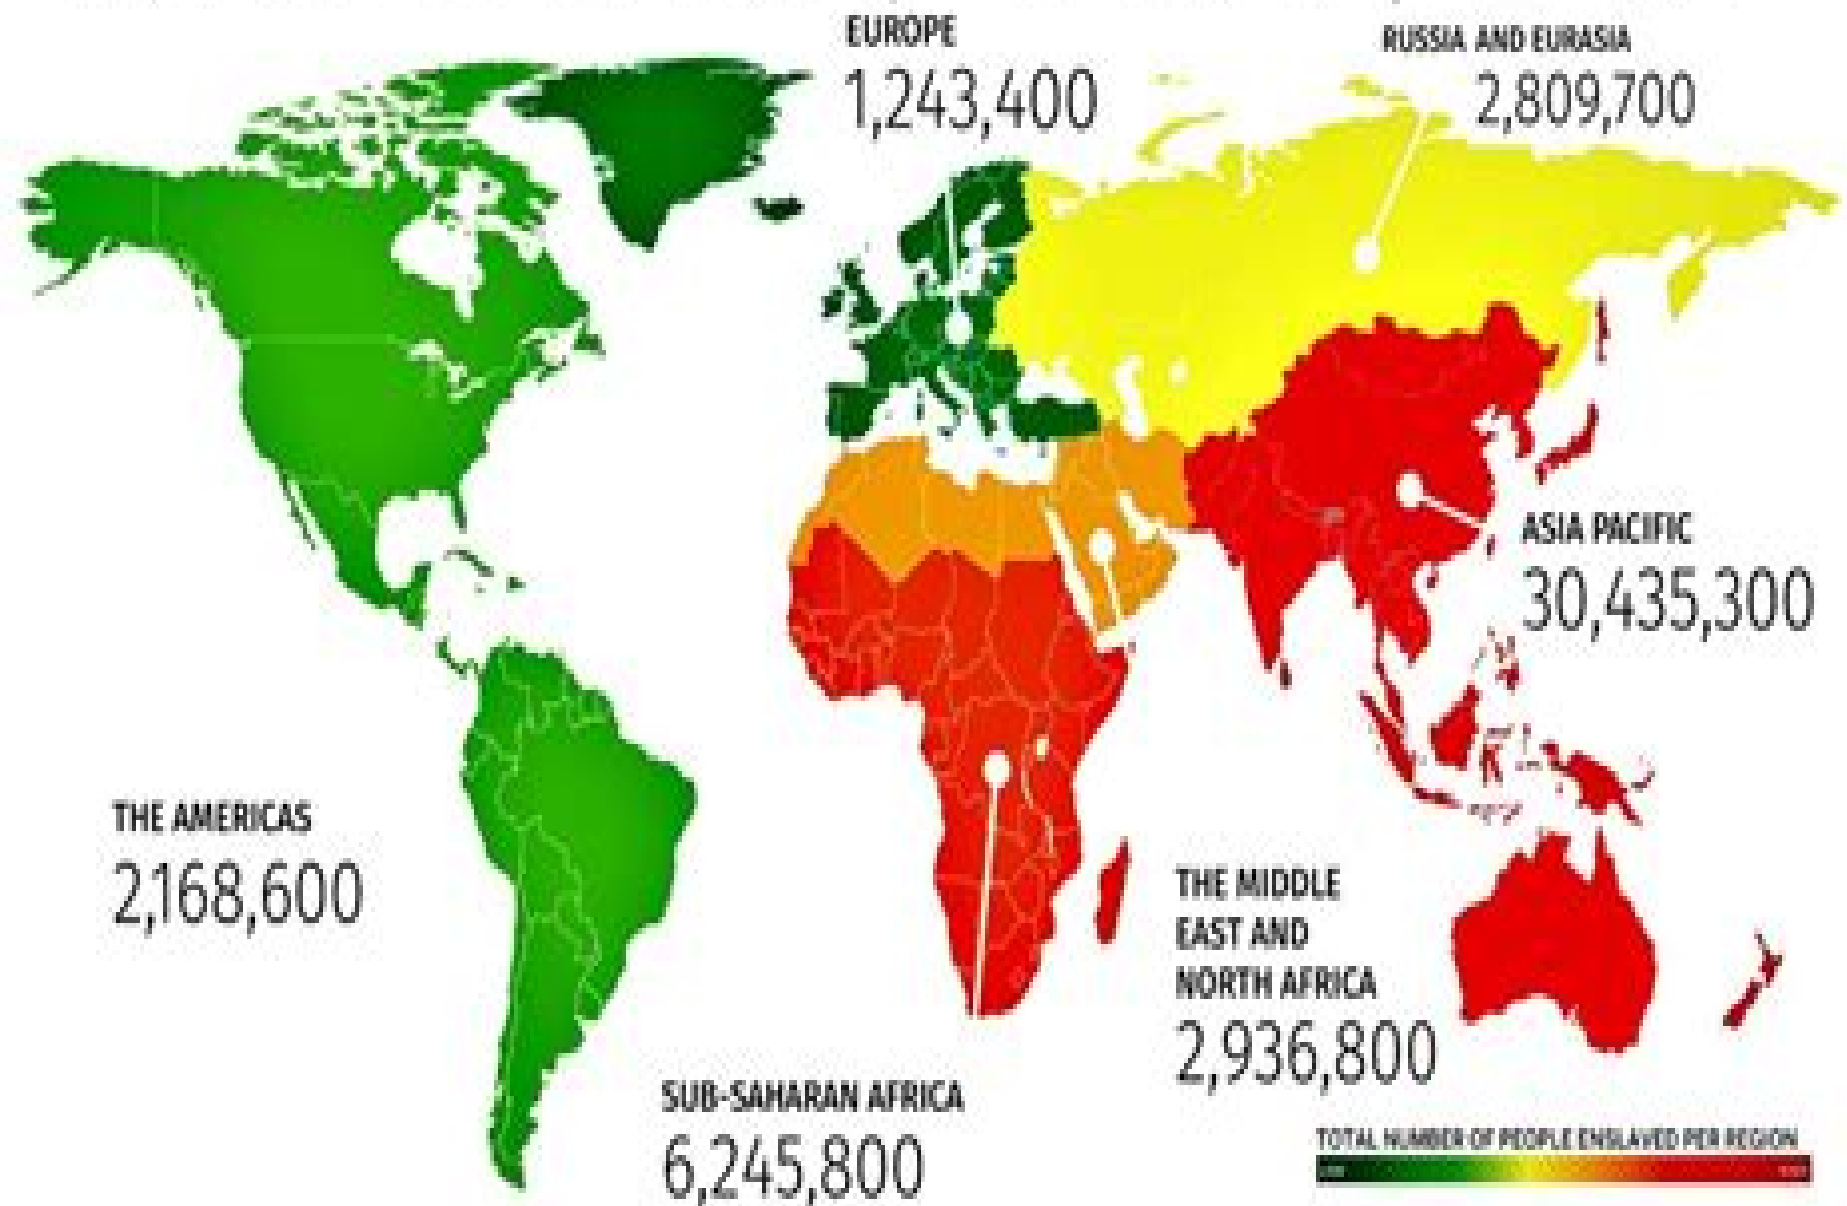 EUROPE
1,243,400
RUSSIA AND EURASIA
2,809,700
ASIA PACIFIC
30,435,300
THE AMERICAS
2,168,600
THE MIDDLE
EAST AND
NORTH AFRICA
2,936,800
SUB-SAHARAN AFRICA
6,245,800
TOTAL NUMBER OF PEOPLE ENSLAVED PER REGION